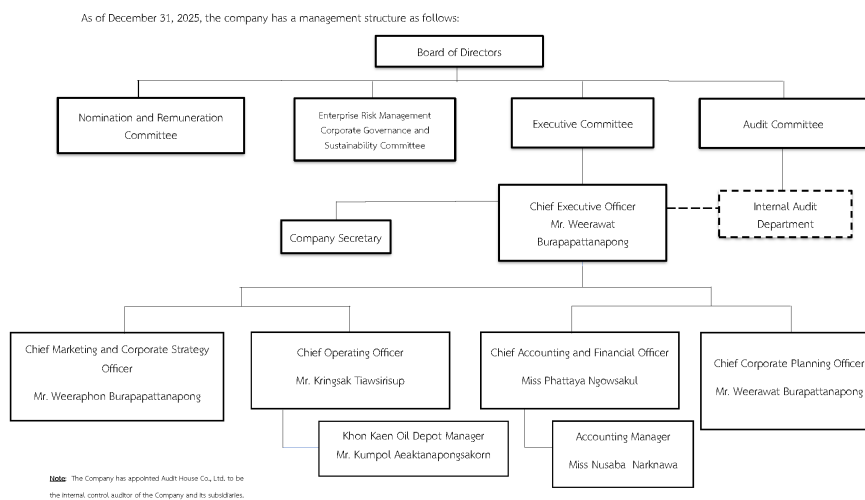 As of December 31, 2025, the company has a management structure as follows:
Board of Directors
Nomination and Remuneration
Committee
Enterprise Risk Management
Corporate Governance and
Sustainability Committee
Executive Committee
Audit Committee
Chief Executive Officer
Mr. Weerawat
Burapapattanapong
Internal Audit
Department
Company Secretary
Chief Marketing and Corporate Strategy
Officer
Mr. Weeraphon Burapapattanapong
Chief Operating Officer
Mr. Kringsak Tiawsirisup
Chief Accounting and Financial Officer
Miss Phattaya Ngowsakul
Chief Corporate Planning Officer
Mr. Weerawat Burapattanapong
Khon Kaen Oil Depot Manager
Mr. Kumpol Aeaktanapongsakorn
Accounting Manager
Miss Nusaba Narknawa
Note: The Company has appointed Audit House Co., Ltd. to be
the internal control auditor of the Company and its subsidiaries.